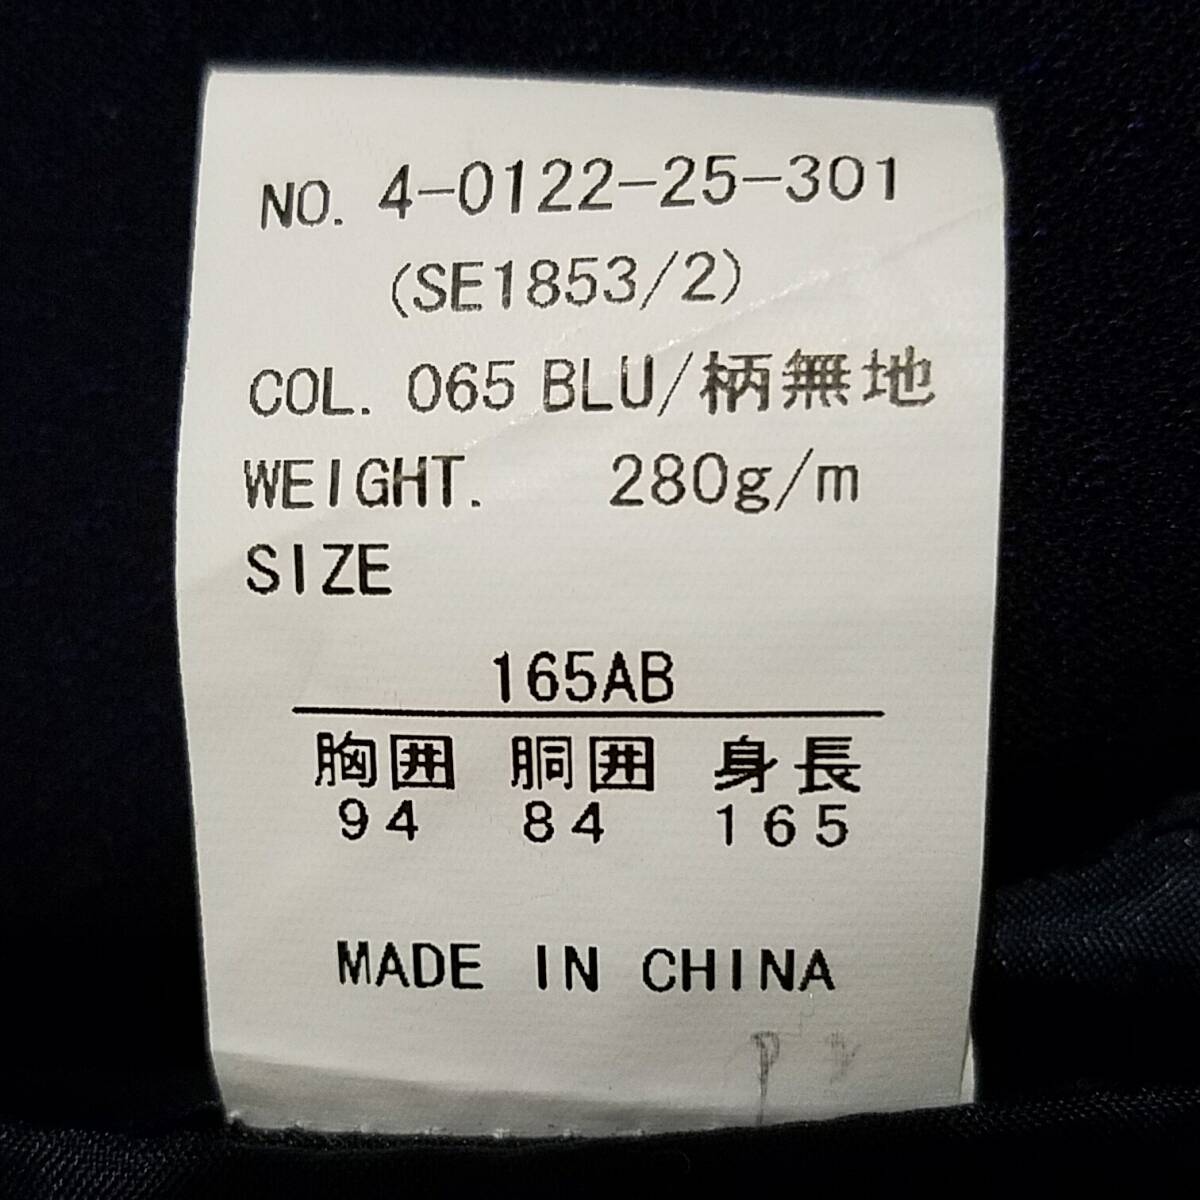 NO. 4-0122-25-301
(SE1853/2)
COL. 065 BLU/柄無地
WEIGHT. 280g/m
SIZE
165AB
胸囲 胴囲 身長
94 84 165
MADE IN CHINA